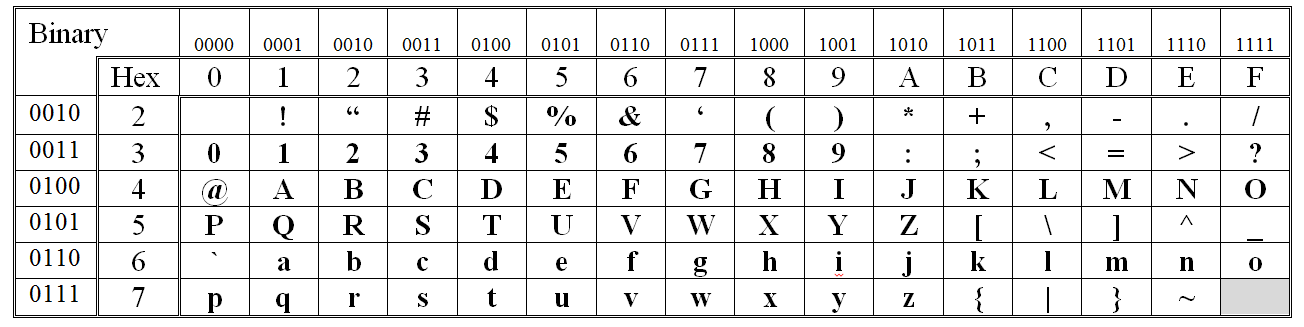 Binary 0000 0001 0010 0011 0100 0101 0110 0111 1000 1001 1010 1011 1100 1101 1110 1111
Hex 0 1 2 3 4 5 6 7 8 9 A B C D E F
0010 2 ! “ # $ % & ‘ ( ) * + , - . /
0011 3 0 1 2 3 4 5 6 7 8 9 : ; < = > ?
0100 4 @ A B C D E F G H I J K L M N O
0101 5 P Q R S T U V W X Y Z [ \ ] ^ _
0110 6 ` a b c d e f g h i j k l m n o
0111 7 p q r s t u v w x y z { | } ~